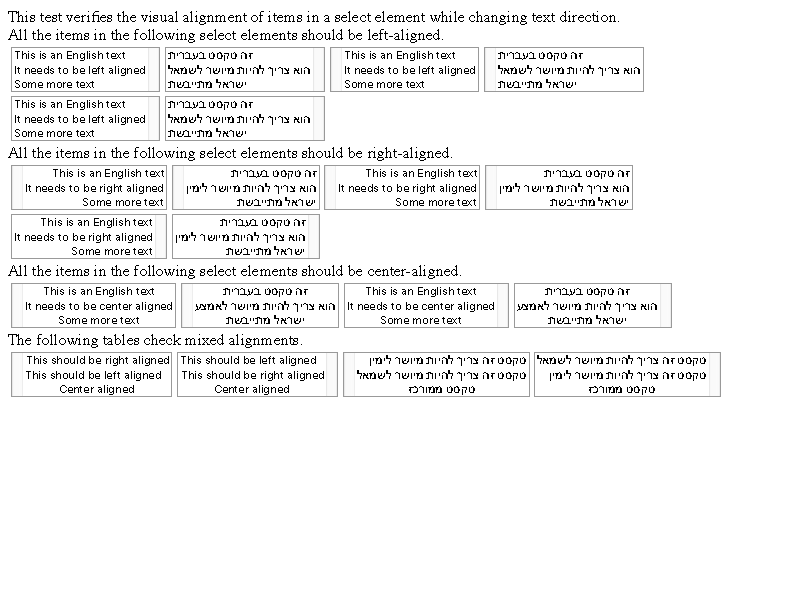 This test verifies the visual alignment of items in a select element while changing text direction.
All the items in the following select elements should be left-aligned.
This is an English text
It needs to be left aligned
Some more text
זה טקסט בעברית
הוא צריך להיות מיושר לשמאל
ישראל מתייבשת
This is an English text
It needs to be left aligned
Some more text
זה טקסט בעברית
הוא צריך להיות מיושר לשמאל
ישראל מתייבשת
This is an English text
It needs to be left aligned
Some more text
זה טקסט בעברית
הוא צריך להיות מיושר לשמאל
ישראל מתייבשת
All the items in the following select elements should be right-aligned.
This is an English text
It needs to be right aligned
Some more text
זה טקסט בעברית
הוא צריך להיות מיושר לימין
ישראל מתייבשת
This is an English text
It needs to be right aligned
Some more text
זה טקסט בעברית
הוא צריך להיות מיושר לימין
ישראל מתייבשת
This is an English text
It needs to be right aligned
Some more text
זה טקסט בעברית
הוא צריך להיות מיושר לימין
ישראל מתייבשת
All the items in the following select elements should be center-aligned.
This is an English text
It needs to be center aligned
Some more text
זה טקסט בעברית
הוא צריך להיות מיושר לאמצע
ישראל מתייבשת
This is an English text
It needs to be center aligned
Some more text
זה טקסט בעברית
הוא צריך להיות מיושר לאמצע
ישראל מתייבשת
The following tables check mixed alignments.
This should be right aligned
This should be left aligned
Center aligned
This should be left aligned
This should be right aligned
Center aligned
טקסט זה צריך להיות מיושר לימין
טקסט זה צריך להיות מיושר לשמאל
טקסט ממורכז
טקסט זה צריך להיות מיושר לשמאל
טקסט זה צריך להיות מיושר לימין
טקסט ממורכז